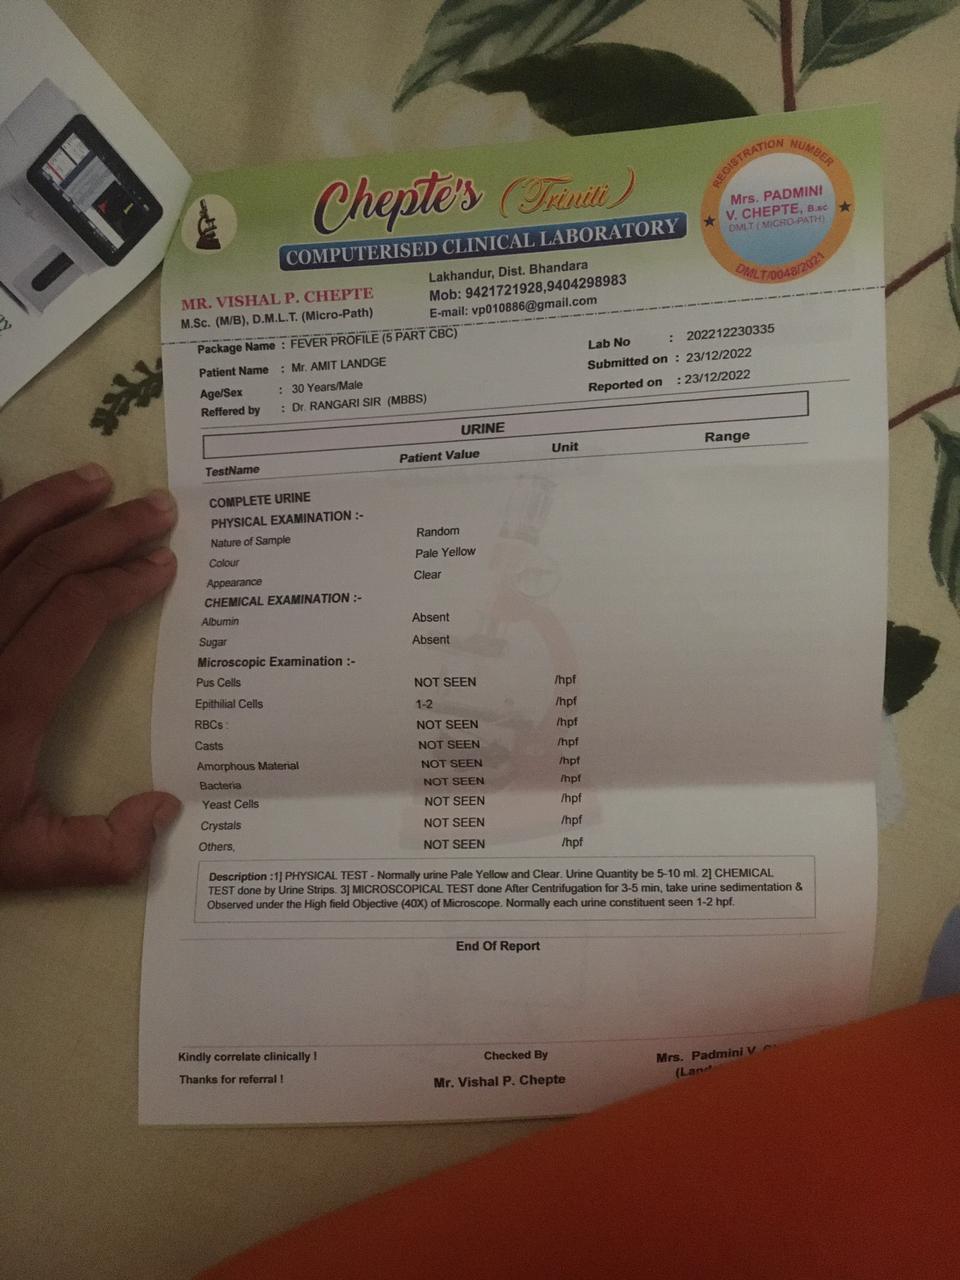 Chepte's (Triniti)
COMPUTERISED CLINICAL LABORATORY
REGISTRATION NUMBER
Mrs. PADMINI
V. CHEPTE, B.sc
DMLT ( MICRO-PATH)
DMLT/0048/2021
MR. VISHAL P. CHEPTE
M.Sc. (M/B), D.M.L.T. (Micro-Path)
Lakhandur, Dist. Bhandara
Mob: 9421721928,9404298983
E-mail: vp010886@gmail.com
Package Name : FEVER PROFILE (5 PART CBC)
Patient Name : Mr. AMIT LANDGE
Age/Sex : 30 Years/Male
Reffered by : Dr. RANGARI SIR (MBBS)
Lab No : 202212230335
Submitted on : 23/12/2022
Reported on : 23/12/2022
URINE
TestName Patient Value Unit Range
COMPLETE URINE
PHYSICAL EXAMINATION :-
Nature of Sample Random
Colour Pale Yellow
Appearance Clear
CHEMICAL EXAMINATION :-
Albumin Absent
Sugar Absent
Microscopic Examination :-
Pus Cells NOT SEEN /hpf
Epithilial Cells 1-2 /hpf
RBCs : NOT SEEN /hpf
Casts NOT SEEN /hpf
Amorphous Material NOT SEEN /hpf
Bacteria NOT SEEN /hpf
Yeast Cells NOT SEEN /hpf
Crystals NOT SEEN /hpf
Others, NOT SEEN /hpf
Description :1] PHYSICAL TEST - Normally urine Pale Yellow and Clear. Urine Quantity be 5-10 ml. 2] CHEMICAL
TEST done by Urine Strips. 3] MICROSCOPICAL TEST done After Centrifugation for 3-5 min, take urine sedimentation &
Observed under the High field Objective (40X) of Microscope. Normally each urine constituent seen 1-2 hpf.
End Of Report
Kindly correlate clinically !
Thanks for referral !
Checked By
Mr. Vishal P. Chepte
Mrs. Padmini V